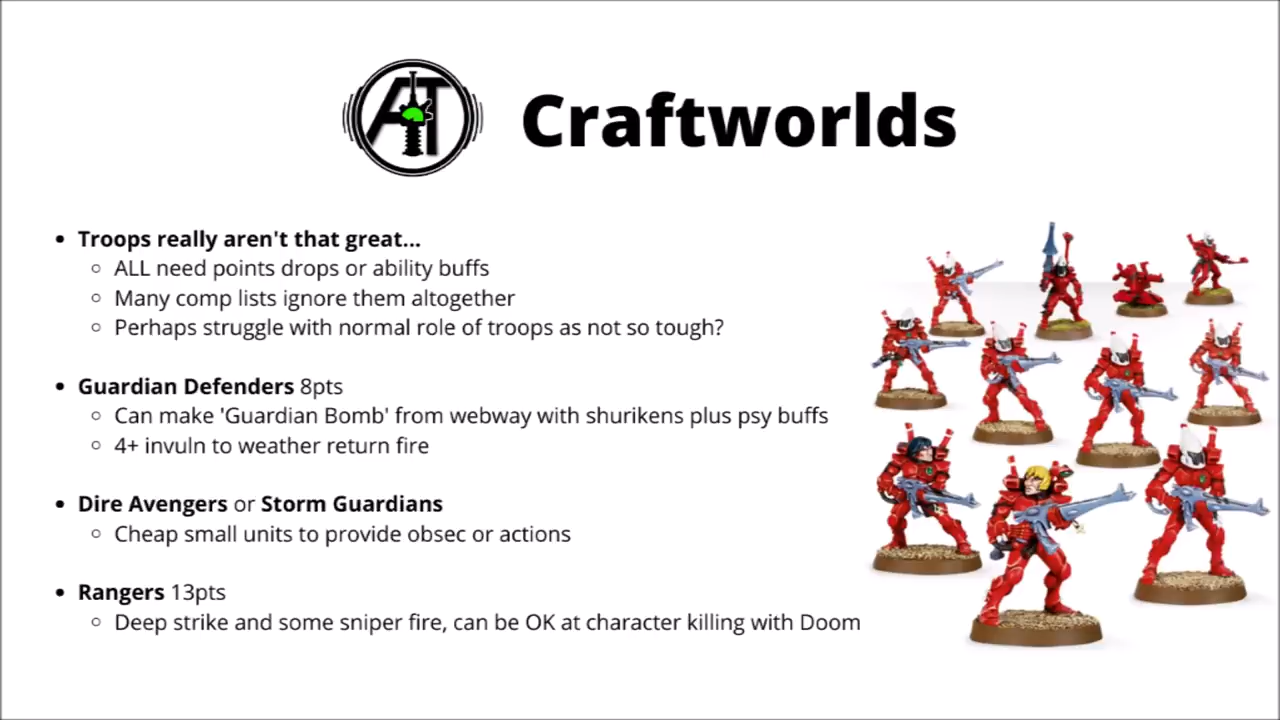 AT
Craftworlds
Troops really aren't that great...
ALL need points drops or ability buffs
Many comp lists ignore them altogether
Perhaps struggle with normal role of troops as not so tough?
Guardian Defenders 8pts
Can make 'Guardian Bomb' from webway with shurikens plus psy buffs
4+ invuln to weather return fire
Dire Avengers or Storm Guardians
Cheap small units to provide obsec or actions
Rangers 13pts
Deep strike and some sniper fire, can be OK at character killing with Doom